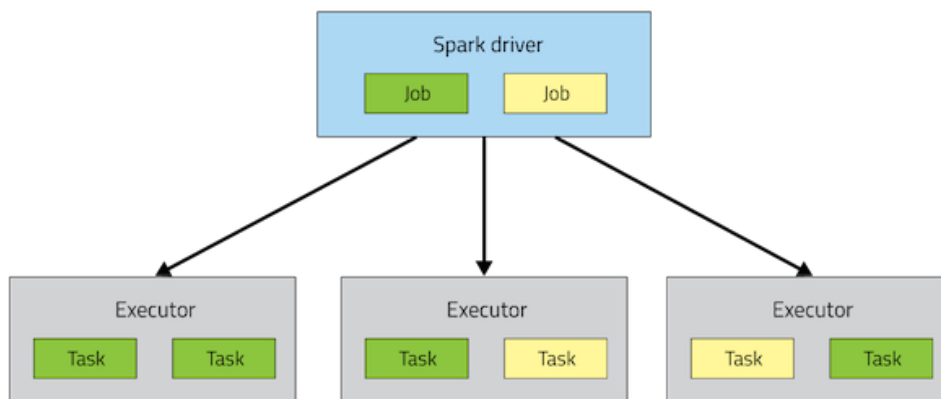 Spark driver
Job Job
Executor Executor Executor
Task Task Task Task Task Task